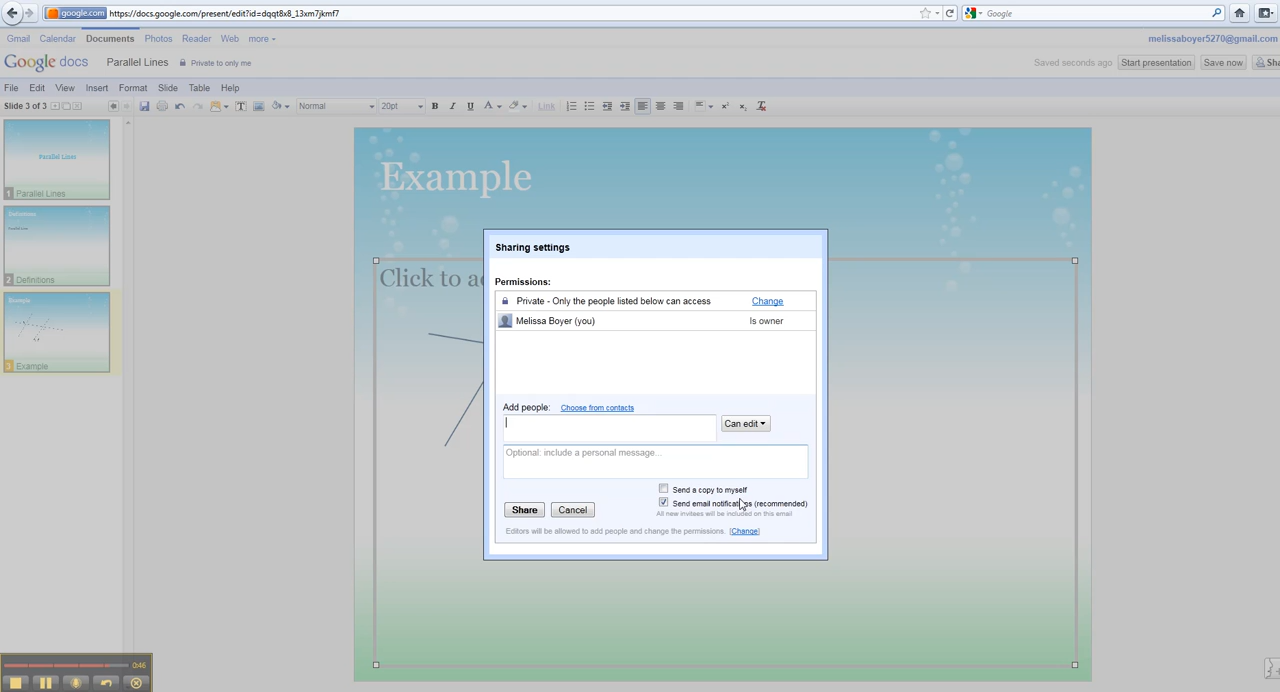 google.com https://docs.google.com/present/edit?id=dqqt8x8_13xm7jkmf7 Google
Gmail Calendar Documents Photos Reader Web more melissaboyer5270@gmail.com
Google docs Parallel Lines Private to only me Saved seconds ago Start presentation Save now Sha
File Edit View Insert Format Slide Table Help
Slide 3 of 3 Normal 20pt B I U A Link
Parallel Lines
1 Parallel Lines
Definitions
2 Definitions
Example
3 Example
Example
Click to a
Sharing settings
Permissions:
Private - Only the people listed below can access Change
Melissa Boyer (you) Is owner
Add people: Choose from contacts
Can edit
Optional: include a personal message...
Send a copy to myself
Send email notifications (recommended)
All new invitees will be included on this email
Share Cancel
Editors will be allowed to add people and change the permissions. [Change]
0:46